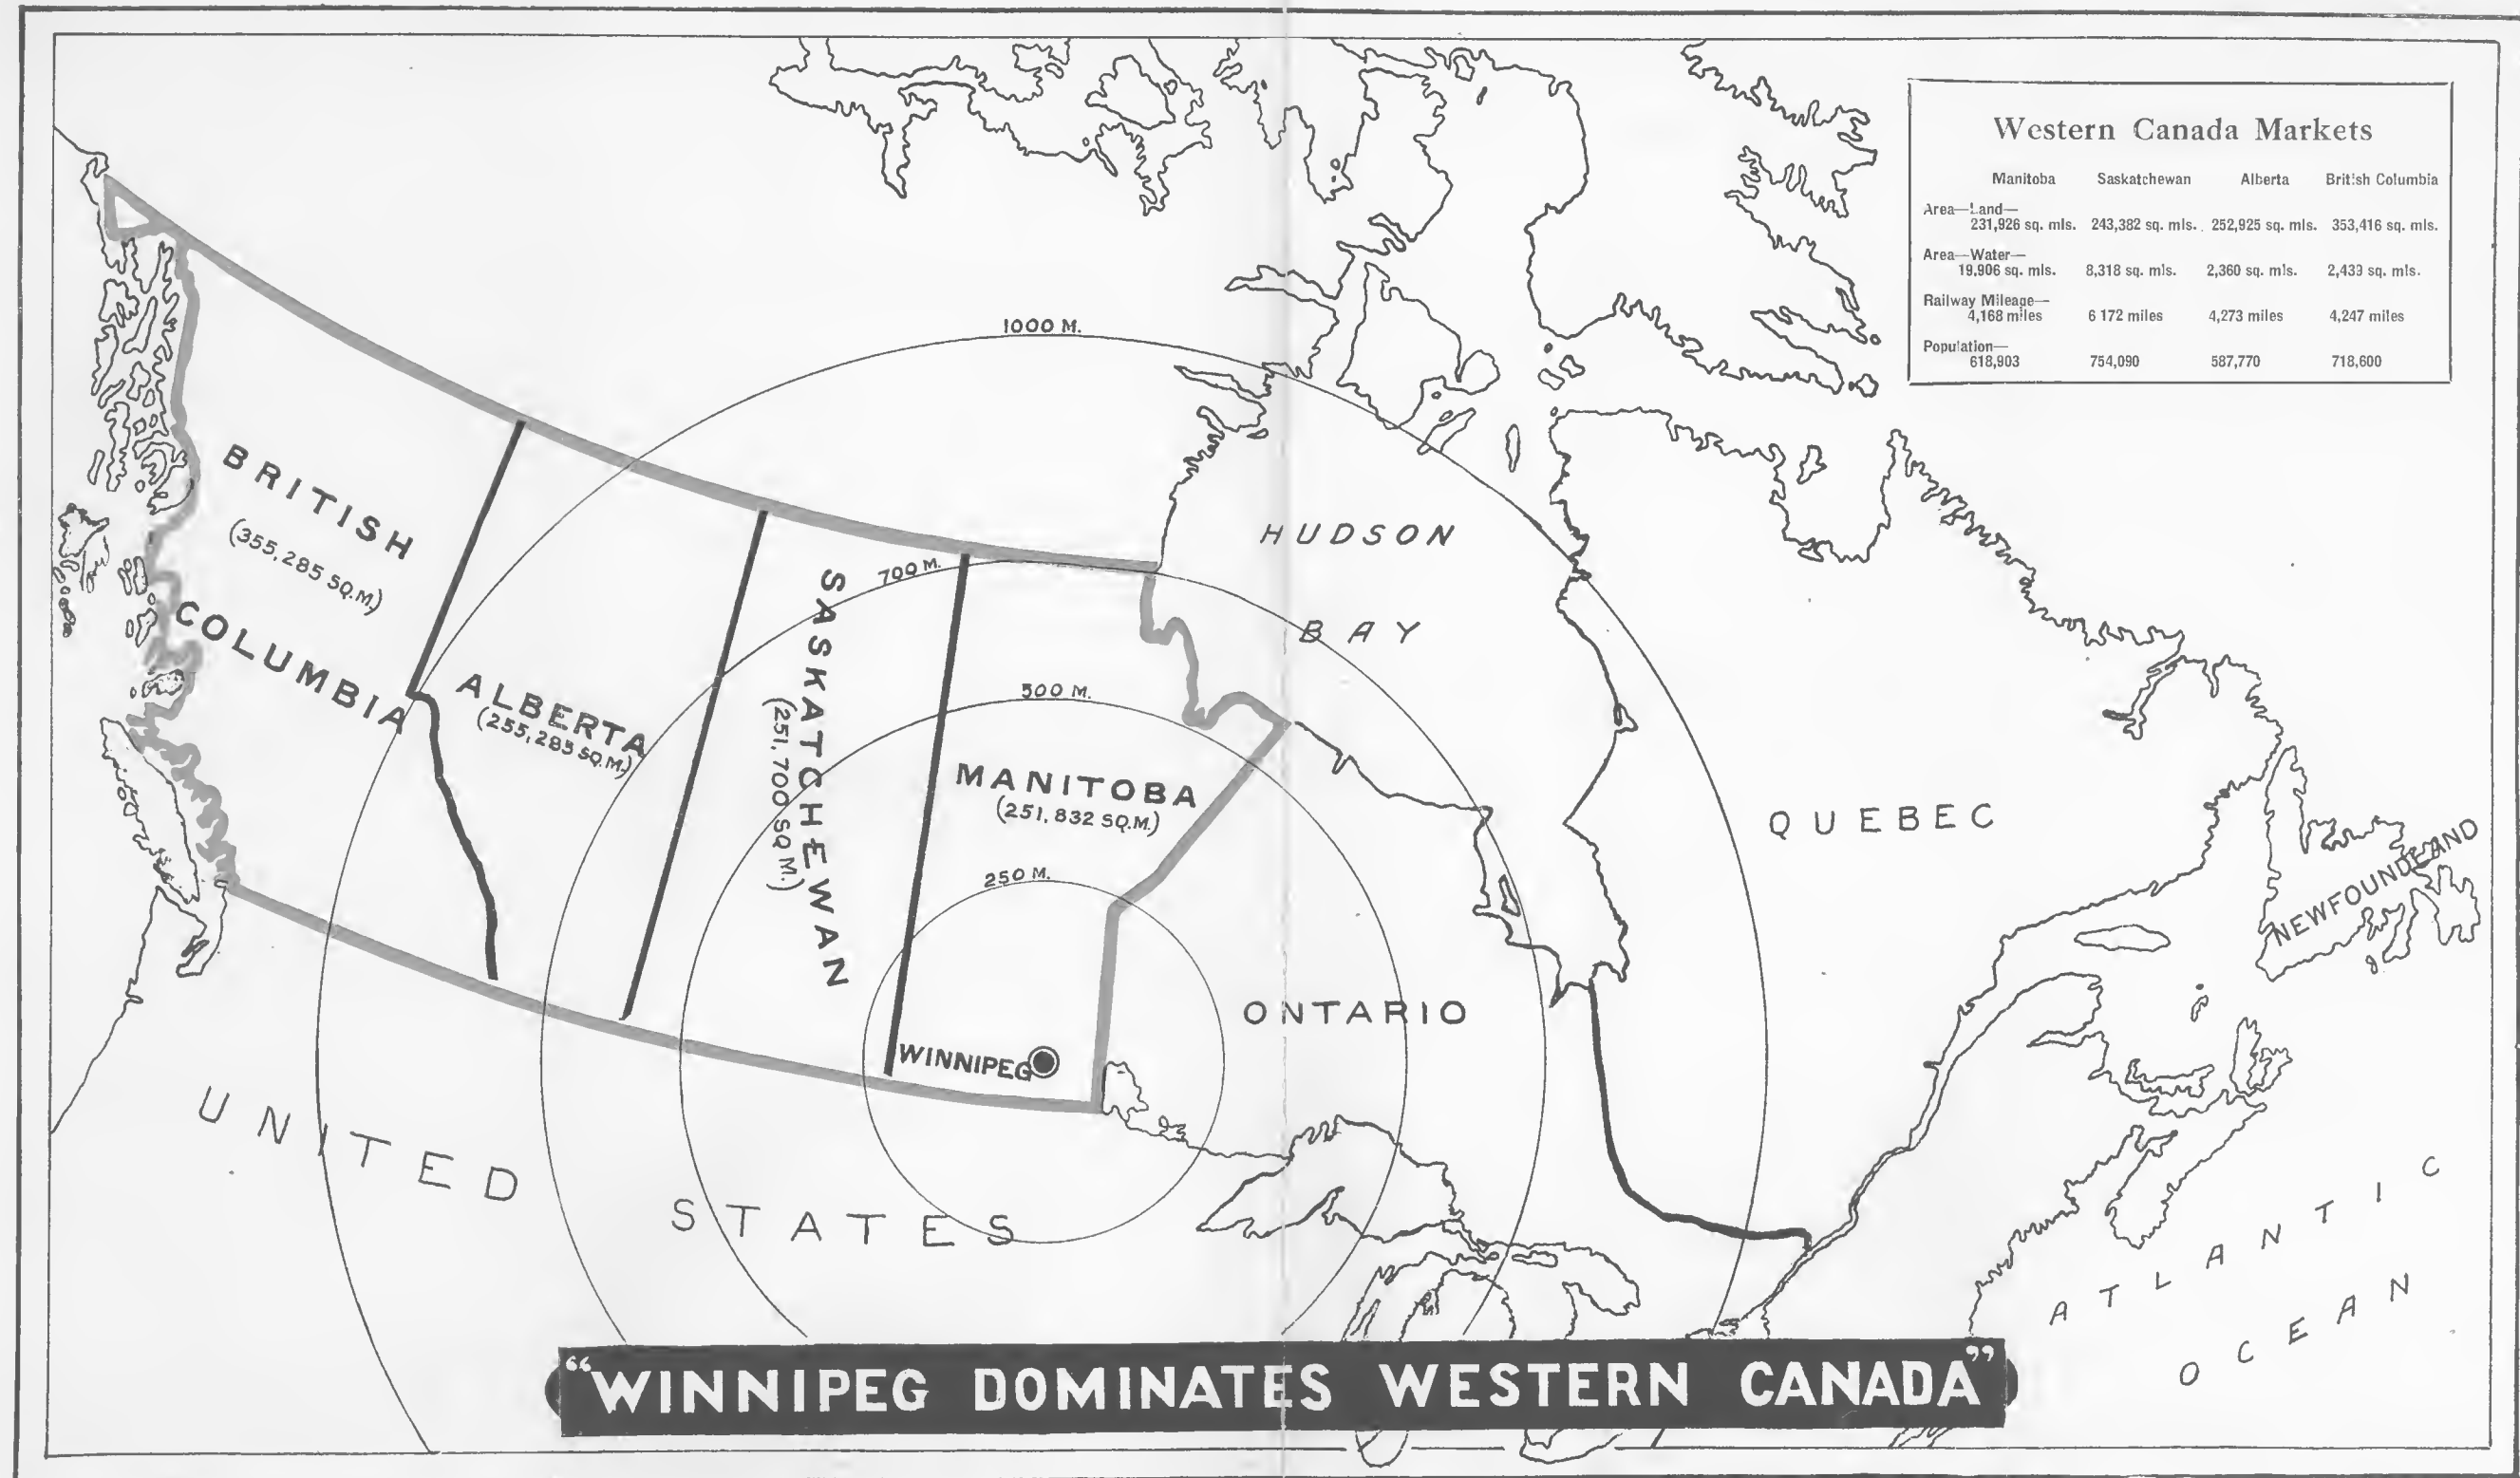 Western Canada Markets
Manitoba Saskatchewan Alberta British Columbia
Area—Land—
231,926 sq. mls. 243,382 sq. mls. 252,925 sq. mls. 353,416 sq. mls.
Area—Water—
19,906 sq. mls. 8,318 sq. mls. 2,360 sq. mls. 2,439 sq. mls.
Railway Mileage—
4,168 miles 6 172 miles 4,273 miles 4,247 miles
Population—
618,903 754,090 587,770 718,600
1000 M.
BRITISH
(355,285 SQ.M.)
COLUMBIA
HUDSON
BAY
700 M.
SASKATCHEWAN
(251,700 SQ M.)
ALBERTA
(255,285 SQ.M.)
500 M.
MANITOBA
(251,832 SQ.M.)
QUEBEC
NEWFOUNDLAND
250 M.
ONTARIO
WINNIPEG
UNITED
STATES
ATLANTIC
OCEAN
“WINNIPEG DOMINATES WESTERN CANADA”